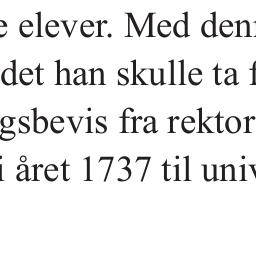 elever. Med den
det han skulle ta
gsbevis fra rektor
i året 1737 til univ